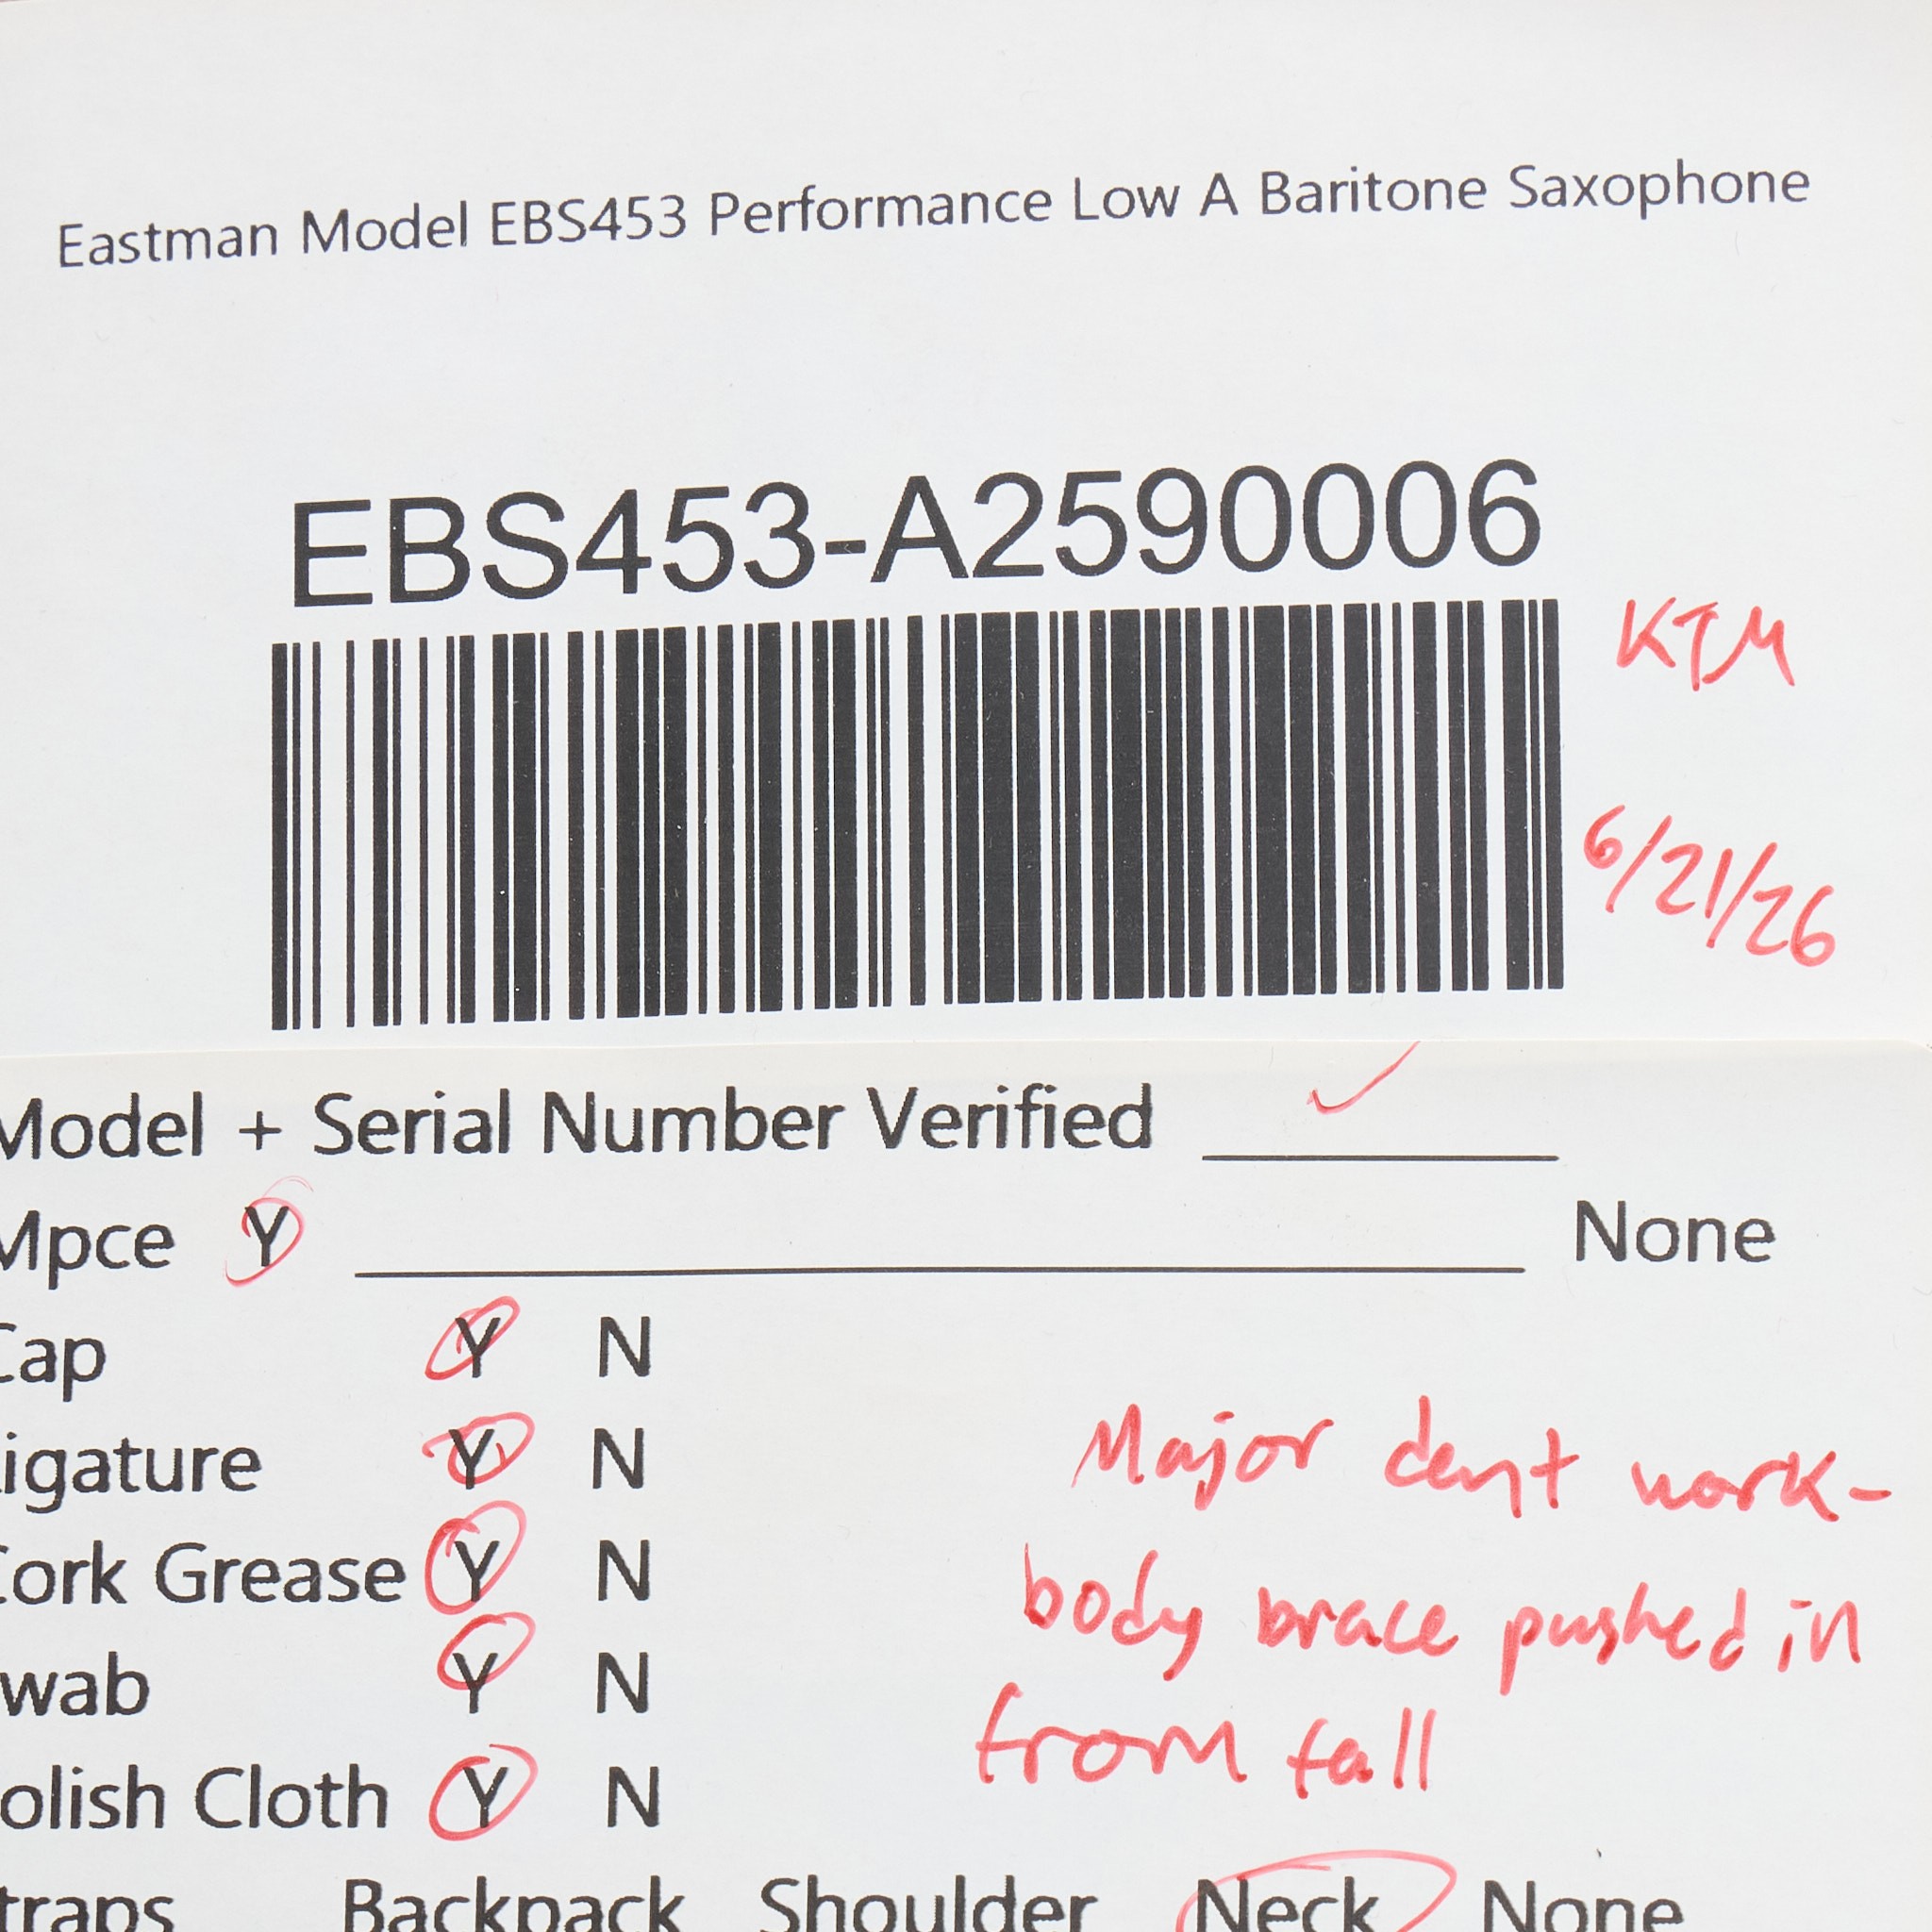 Eastman Model EBS453 Performance Low A Baritone Saxophone
EBS453-A2590006
KTM
6/21/26
Model + Serial Number Verified ✓
Mpce Y None
Cap Y N
igature Y N
Cork Grease Y N
wab Y N
olish Cloth Y N
Major dent work-
body brace pushed in
from fall
traps Backpack Shoulder Neck None